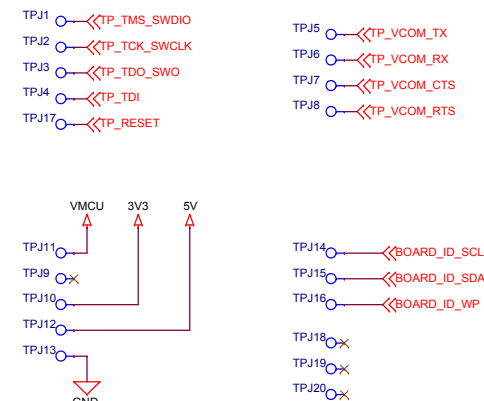 TPJ1 TP_TMS_SWDIO
TPJ2 TP_TCK_SWCLK
TPJ3 TP_TDO_SWO
TPJ4 TP_TDI
TPJ17 TP_RESET
TPJ5 TP_VCOM_TX
TPJ6 TP_VCOM_RX
TPJ7 TP_VCOM_CTS
TPJ8 TP_VCOM_RTS
VMCU 3V3 5V
TPJ11
TPJ9
TPJ10
TPJ12
TPJ13
GND
TPJ14 BOARD_ID_SCL
TPJ15 BOARD_ID_SDA
TPJ16 BOARD_ID_WP
TPJ18
TPJ19
TPJ20